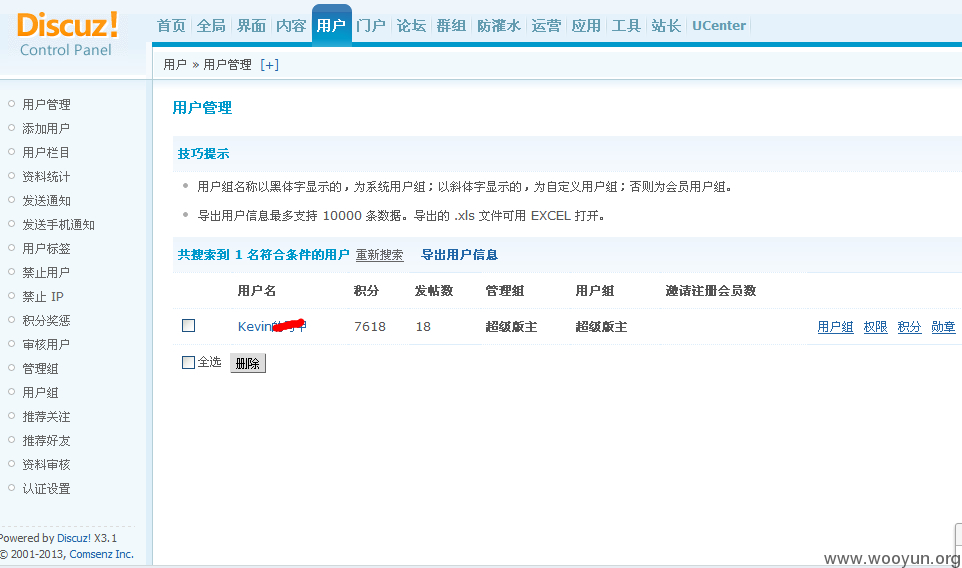 Discuz!
Control Panel
首页 全局 界面 内容 用户 门户 论坛 群组 防灌水 运营 应用 工具 站长 UCenter
用户 » 用户管理 [+]
用户管理
添加用户
用户栏目
资料统计
发送通知
发送手机通知
用户标签
禁止用户
禁止 IP
积分奖惩
审核用户
管理组
用户组
推荐关注
推荐好友
资料审核
认证设置
Powered by Discuz! X3.1
© 2001-2013, Comsenz Inc.
用户管理
技巧提示
用户组名称以黑体字显示的，为系统用户组；以斜体字显示的，为自定义用户组；否则为会员用户组。
导出用户信息最多支持 10000 条数据。导出的 .xls 文件可用 EXCEL 打开。
共搜索到 1 名符合条件的用户 重新搜索 导出用户信息
用户名 积分 发帖数 管理组 用户组 邀请注册会员数
Kevin 7618 18 超级版主 超级版主 用户组 权限 积分 勋章
全选 删除
www.wooyun.org